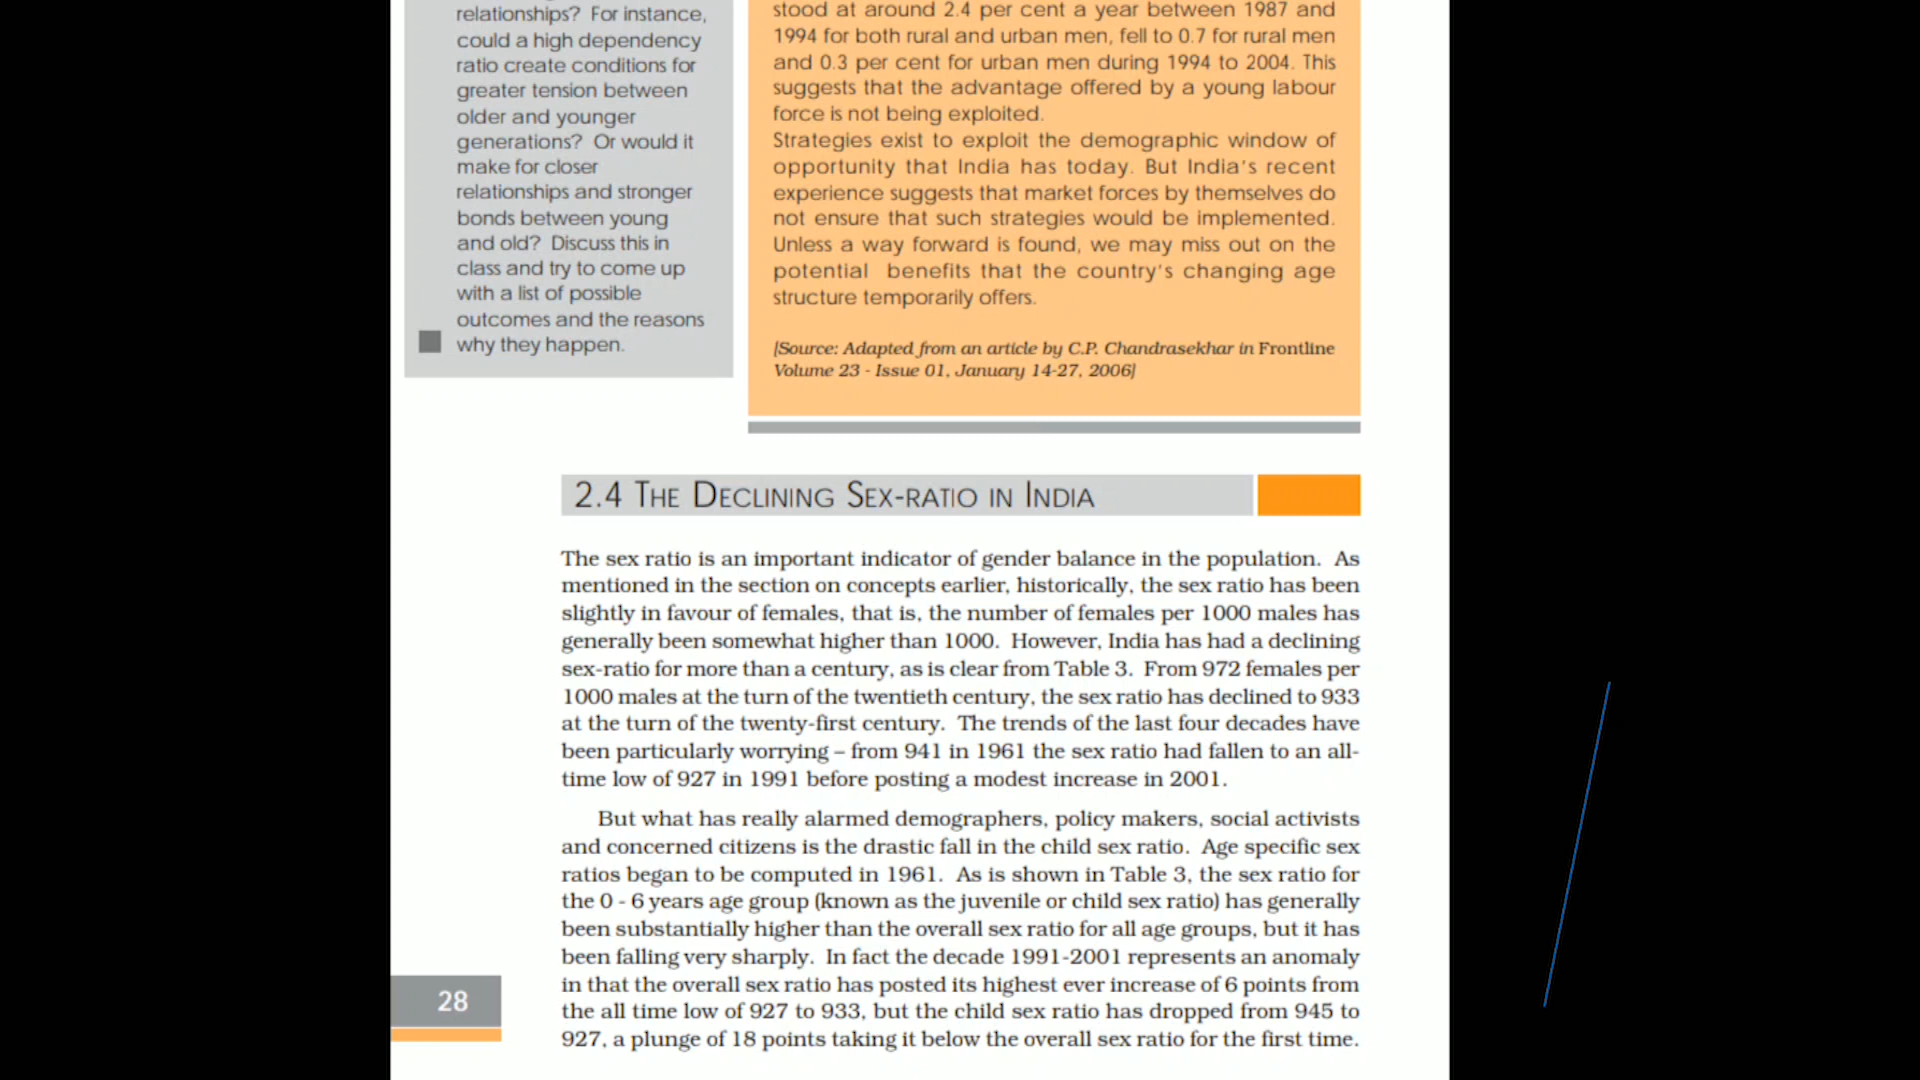 relationships? For instance,
could a high dependency
ratio create conditions for
greater tension between
older and younger
generations? Or would it
make for closer
relationships and stronger
bonds between young
and old? Discuss this in
class and try to come up
with a list of possible
outcomes and the reasons
why they happen.
stood at around 2.4 per cent a year between 1987 and
1994 for both rural and urban men, fell to 0.7 for rural men
and 0.3 per cent for urban men during 1994 to 2004. This
suggests that the advantage offered by a young labour
force is not being exploited.
Strategies exist to exploit the demographic window of
opportunity that India has today. But India's recent
experience suggests that market forces by themselves do
not ensure that such strategies would be implemented.
Unless a way forward is found, we may miss out on the
potential benefits that the country's changing age
structure temporarily offers.
[Source: Adapted from an article by C.P. Chandrasekhar in Frontline
Volume 23 - Issue 01, January 14-27, 2006]
2.4 The Declining Sex-ratio in India
The sex ratio is an important indicator of gender balance in the population. As
mentioned in the section on concepts earlier, historically, the sex ratio has been
slightly in favour of females, that is, the number of females per 1000 males has
generally been somewhat higher than 1000. However, India has had a declining
sex-ratio for more than a century, as is clear from Table 3. From 972 females per
1000 males at the turn of the twentieth century, the sex ratio has declined to 933
at the turn of the twenty-first century. The trends of the last four decades have
been particularly worrying – from 941 in 1961 the sex ratio had fallen to an all-
time low of 927 in 1991 before posting a modest increase in 2001.
But what has really alarmed demographers, policy makers, social activists
and concerned citizens is the drastic fall in the child sex ratio. Age specific sex
ratios began to be computed in 1961. As is shown in Table 3, the sex ratio for
the 0 - 6 years age group (known as the juvenile or child sex ratio) has generally
been substantially higher than the overall sex ratio for all age groups, but it has
been falling very sharply. In fact the decade 1991-2001 represents an anomaly
in that the overall sex ratio has posted its highest ever increase of 6 points from
the all time low of 927 to 933, but the child sex ratio has dropped from 945 to
927, a plunge of 18 points taking it below the overall sex ratio for the first time.
28